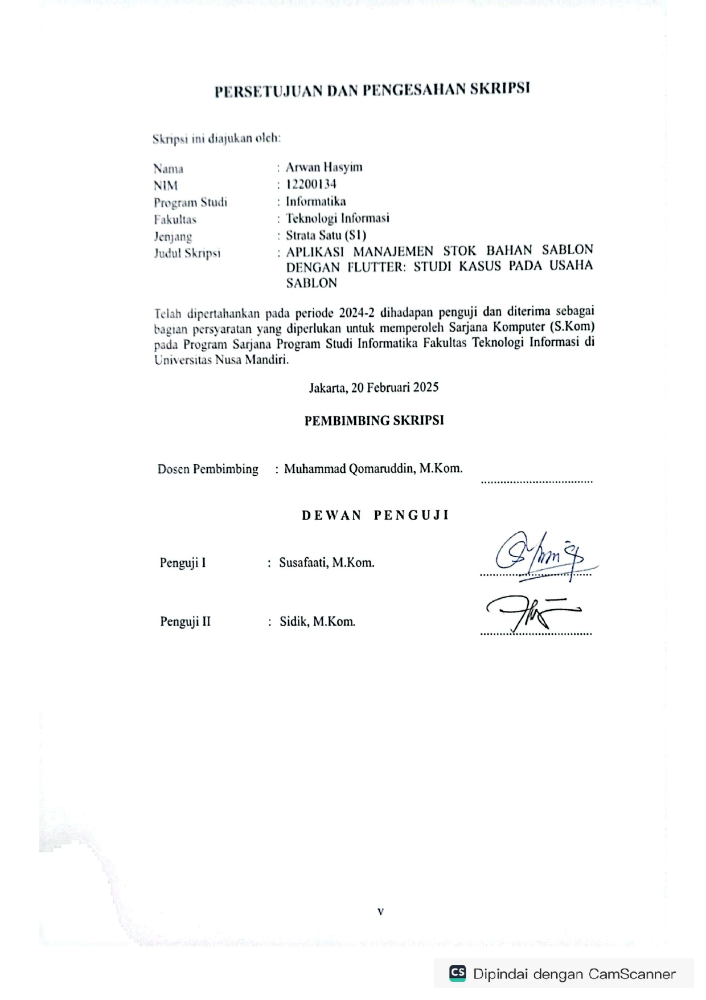 PERSETUJUAN DAN PENGESAHAN SKRIPSI
Skripsi ini diajukan oleh:
Nama : Arwan Hasyim
NIM : 12200134
Program Studi : Informatika
Fakultas : Teknologi Informasi
Jenjang : Strata Satu (S1)
Judul Skripsi : APLIKASI MANAJEMEN STOK BAHAN SABLON
DENGAN FLUTTER: STUDI KASUS PADA USAHA
SABLON
Telah dipertahankan pada periode 2024-2 dihadapan penguji dan diterima sebagai
bagian persyaratan yang diperlukan untuk memperoleh Sarjana Komputer (S.Kom)
pada Program Sarjana Program Studi Informatika Fakultas Teknologi Informasi di
Universitas Nusa Mandiri.
Jakarta, 20 Februari 2025
PEMBIMBING SKRIPSI
Dosen Pembimbing : Muhammad Qomaruddin, M.Kom. ....................................
DEWAN PENGUJI
Penguji I : Susafaati, M.Kom. ....................................
Penguji II : Sidik, M.Kom. ....................................
v
CS Dipindai dengan CamScanner